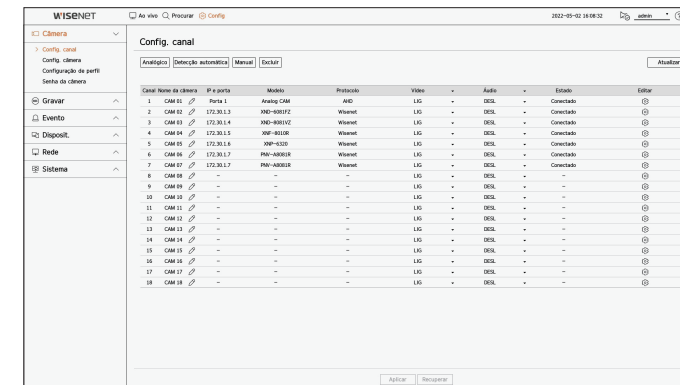 WISENET
Ao vivo Procurar Config 2022-05-02 16:08:32 admin ?
Câmera
Config. canal
Config. câmera
Configuração de perfil
Senha da câmera
Gravar
Evento
Disposit.
Rede
Sistema
Config. canal
Analógico Detecção automática Manual Excluir Atualizar
Canal Nome da câmera IP e porta Modelo Protocolo Vídeo Áudio Estado Editar
1 CAM 01 Porta 1 Analog CAM AHD LIG DESL Conectado
2 CAM 02 172.30.1.3 XND-6081FZ Wisenet LIG DESL Conectado
3 CAM 03 172.30.1.4 XND-8081VZ Wisenet LIG DESL Conectado
4 CAM 04 172.30.1.5 XNF-8010R Wisenet LIG DESL Conectado
5 CAM 05 172.30.1.6 XNP-6320 Wisenet LIG DESL Conectado
6 CAM 06 172.30.1.7 PNV-A8081R Wisenet LIG DESL Conectado
7 CAM 07 172.30.1.7 PNV-A8081R Wisenet LIG DESL Conectado
8 CAM 08 - - - LIG DESL -
9 CAM 09 - - - LIG DESL -
10 CAM 10 - - - LIG DESL -
11 CAM 11 - - - LIG DESL -
12 CAM 12 - - - LIG DESL -
13 CAM 13 - - - LIG DESL -
14 CAM 14 - - - LIG DESL -
15 CAM 15 - - - LIG DESL -
16 CAM 16 - - - LIG DESL -
17 CAM 17 - - - LIG DESL -
18 CAM 18 - - - LIG DESL -
Aplicar Recuperar